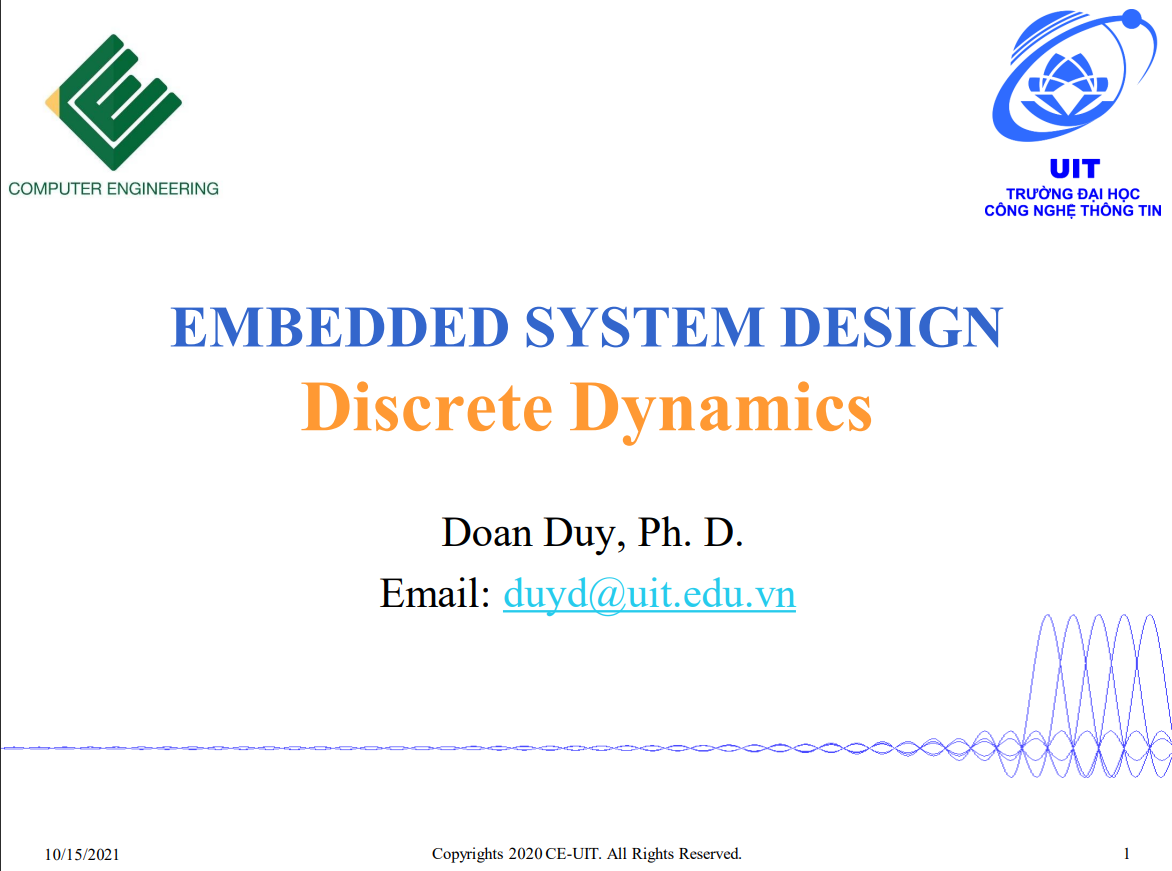 COMPUTER ENGINEERING
UIT
TRƯỜNG ĐẠI HỌC
CÔNG NGHỆ THÔNG TIN
EMBEDDED SYSTEM DESIGN
Discrete Dynamics
Doan Duy, Ph. D.
Email: duyd@uit.edu.vn
10/15/2021
Copyrights 2020 CE-UIT. All Rights Reserved.
1